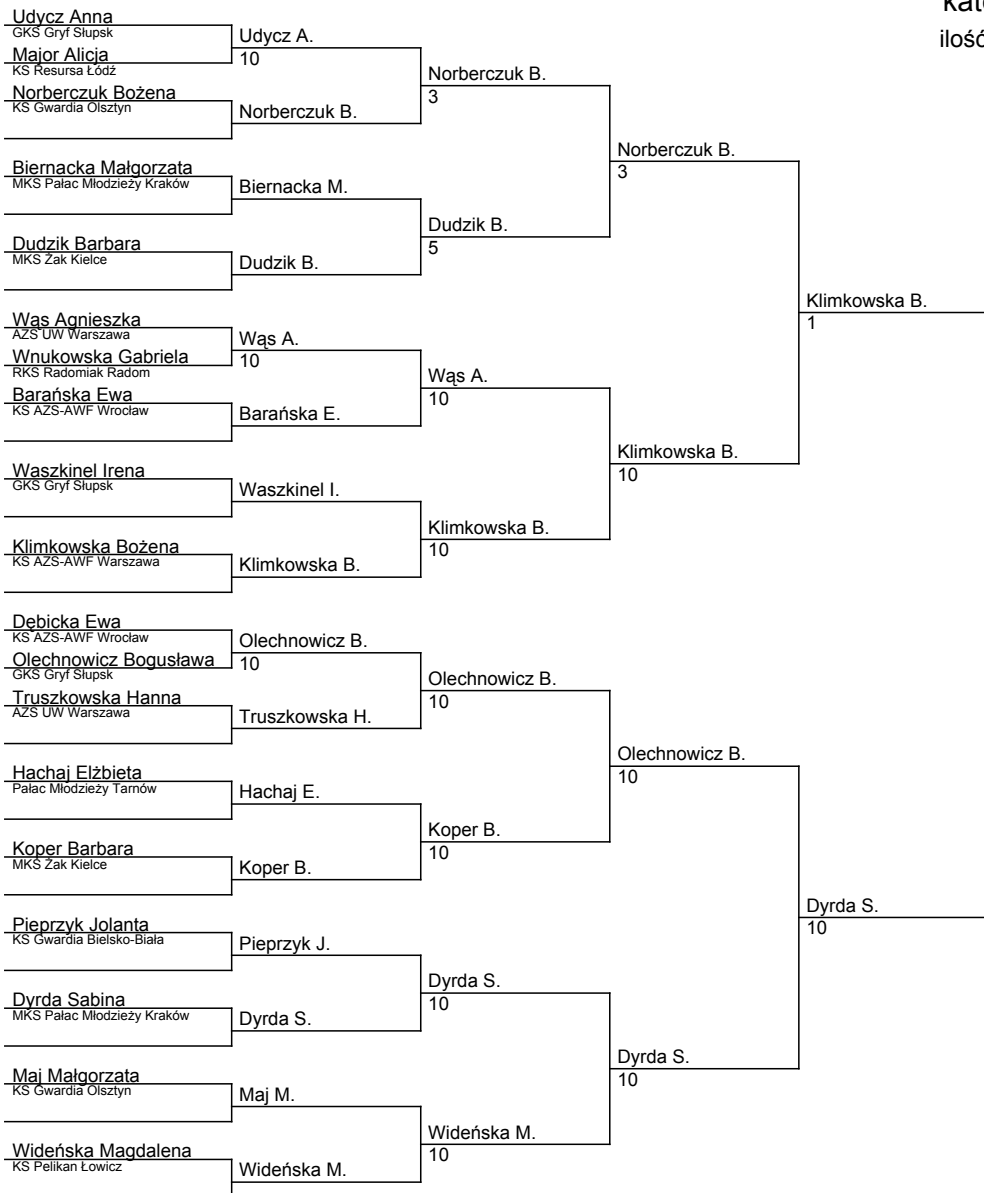 kate
ilość
Udycz Anna
GKS Gryf Słupsk
Major Alicja
KS Resursa Łódź
Norberczuk Bożena
KS Gwardia Olsztyn
Biernacka Małgorzata
MKS Pałac Młodzieży Kraków
Dudzik Barbara
MKS Żak Kielce
Wąs Agnieszka
AZS UW Warszawa
Wnukowska Gabriela
RKS Radomiak Radom
Barańska Ewa
KS AZS-AWF Wrocław
Waszkinel Irena
GKS Gryf Słupsk
Klimkowska Bożena
KS AZS-AWF Warszawa
Dębicka Ewa
KS AZS-AWF Wrocław
Olechnowicz Bogusława
GKS Gryf Słupsk
Truszkowska Hanna
AZS UW Warszawa
Hachaj Elżbieta
Pałac Młodzieży Tarnów
Koper Barbara
MKS Żak Kielce
Pieprzyk Jolanta
KS Gwardia Bielsko-Biała
Dyrda Sabina
MKS Pałac Młodzieży Kraków
Maj Małgorzata
KS Gwardia Olsztyn
Wideńska Magdalena
KS Pelikan Łowicz
Udycz A.
10
Norberczuk B.
Biernacka M.
Dudzik B.
Wąs A.
10
Barańska E.
Waszkinel I.
Klimkowska B.
Olechnowicz B.
10
Truszkowska H.
Hachaj E.
Koper B.
Pieprzyk J.
Dyrda S.
Maj M.
Wideńska M.
Norberczuk B.
3
Dudzik B.
5
Wąs A.
10
Klimkowska B.
10
Olechnowicz B.
10
Koper B.
10
Dyrda S.
10
Wideńska M.
10
Norberczuk B.
3
Klimkowska B.
10
Olechnowicz B.
10
Dyrda S.
10
Klimkowska B.
1
Dyrda S.
10